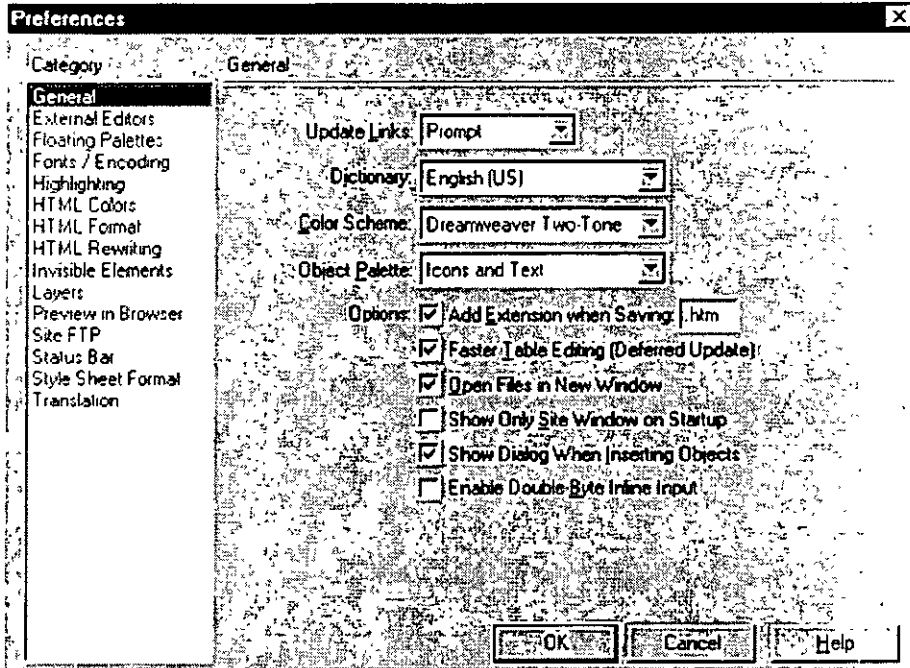 Preferences
Category
General
External Editors
Floating Palettes
Fonts / Encoding
Highlighting
HTML Colors
HTML Format
HTML Rewriting
Invisible Elements
Layers
Preview in Browser
Site FTP
Status Bar
Style Sheet Format
Translation
General
Update Links: Prompt
Dictionary: English (US)
Color Scheme: Dreamweaver Two-Tone
Object Palette: Icons and Text
Options: Add Extension when Saving: .htm
Faster Table Editing (Deferred Update)
Open Files in New Window
Show Only Site Window on Startup
Show Dialog When Inserting Objects
Enable Double-Byte Inline Input
OK Cancel Help